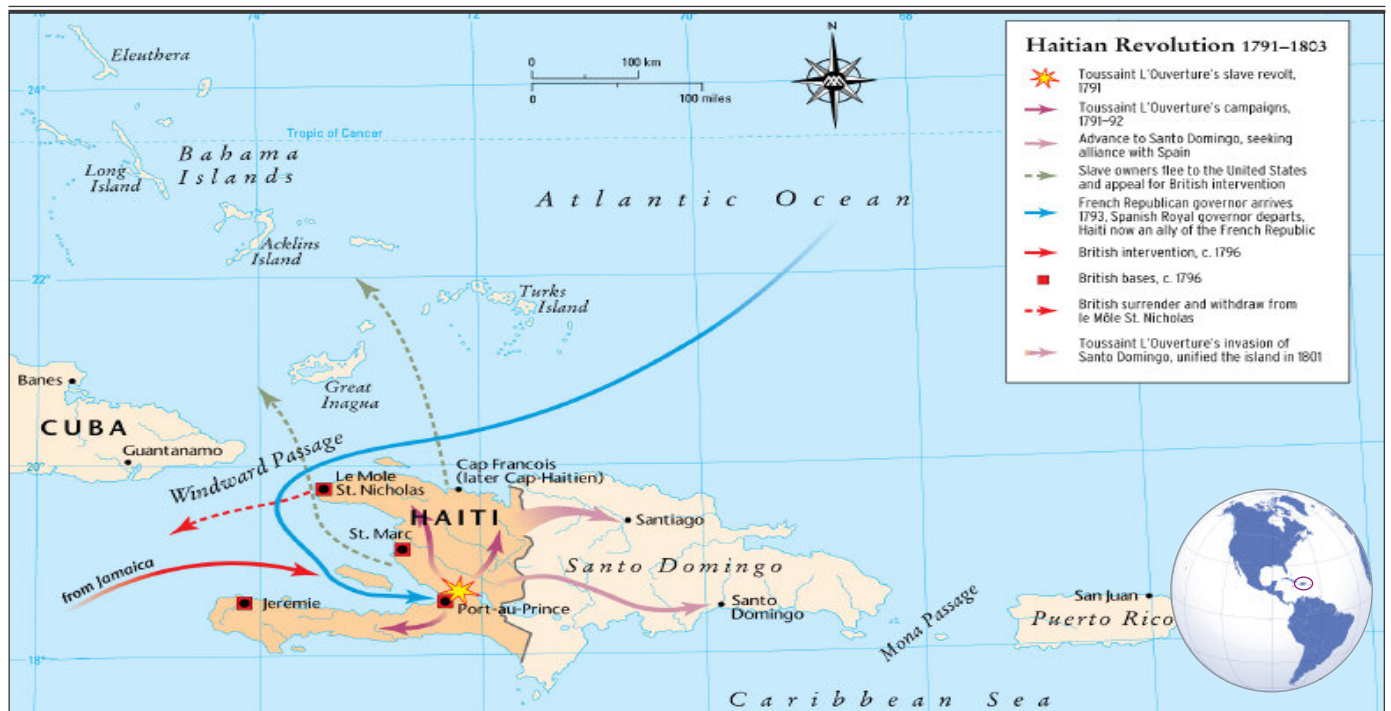 76
74
72
70
68
Eleuthera
24°
Tropic of Cancer
Bahama
Islands
Long
Island
Acklins
Island
22°
Turks
Island
Great
Inagua
0 100 km
0 100 miles
N
Atlantic Ocean
Haitian Revolution 1791–1803
Toussaint L'Ouverture's slave revolt,
1791
Toussaint L'Ouverture's campaigns,
1791–92
Advance to Santo Domingo, seeking
alliance with Spain
Slave owners flee to the United States
and appeal for British intervention
French Republican governor arrives
1793, Spanish Royal governor departs,
Haiti now an ally of the French Republic
British intervention, c. 1796
British bases, c. 1796
British surrender and withdraw from
le Môle St. Nicholas
Toussaint L'Ouverture's invasion of
Santo Domingo, unified the island in 1801
Banes
CUBA
Guantanamo
20°
Windward Passage
Le Mole
St. Nicholas
Cap Francois
(later Cap-Haitien)
HAITI
St. Marc
Santiago
Santo Domingo
from Jamaica
Jeremie
Port-au-Prince
Santo
Domingo
Mona Passage
San Juan
Puerto Rico
18°
Caribbean Sea